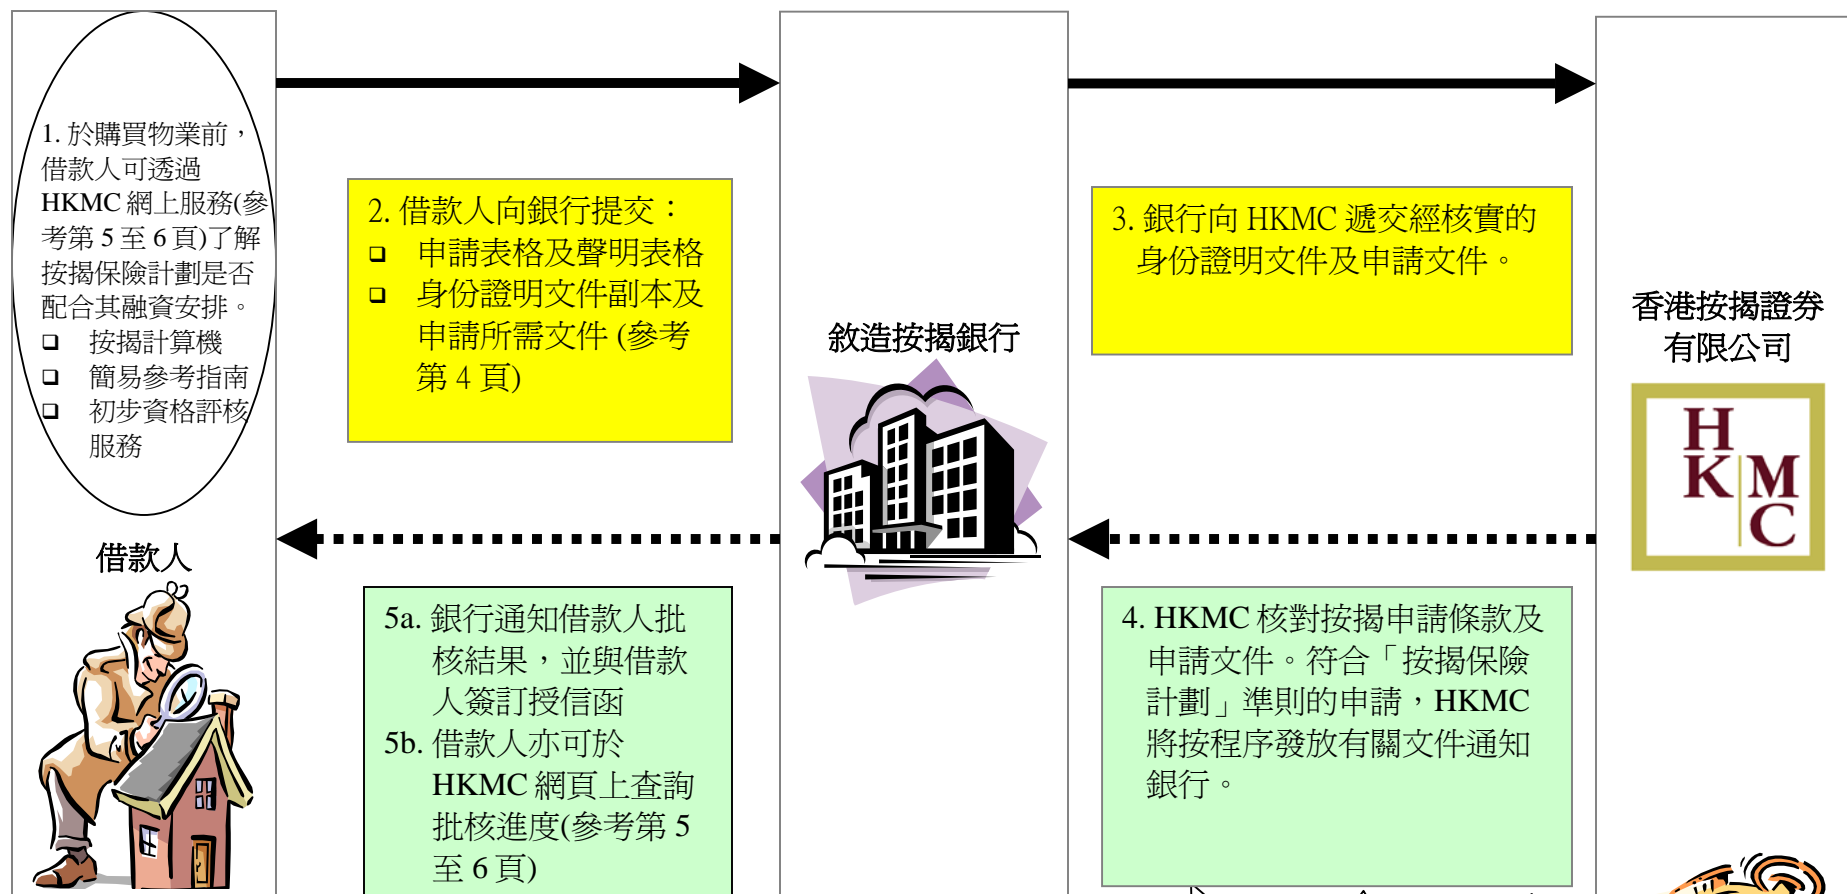 1. 於購買物業前，
借款人可透過
HKMC 網上服務(參
考第 5 至 6 頁)了解
按揭保險計劃是否
配合其融資安排。
❑ 按揭計算機
❑ 簡易參考指南
❑ 初步資格評核
服務
借款人
2. 借款人向銀行提交：
❑ 申請表格及聲明表格
❑ 身份證明文件副本及
申請所需文件 (參考
第 4 頁)
敘造按揭銀行
3. 銀行向 HKMC 遞交經核實的
身份證明文件及申請文件。
香港按揭證券
有限公司
H
K M
C
4. HKMC 核對按揭申請條款及
申請文件。符合「按揭保險
計劃」準則的申請，HKMC
將按程序發放有關文件通知
銀行。
5a. 銀行通知借款人批
核結果，並與借款
人簽訂授信函
5b. 借款人亦可於
HKMC 網頁上查詢
批核進度(參考第 5
至 6 頁)